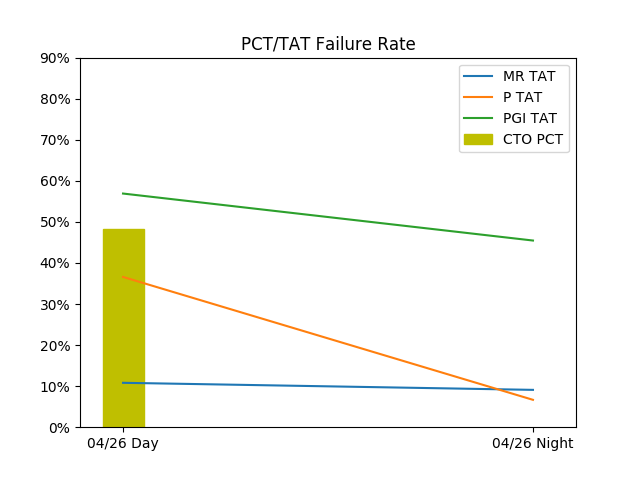 PCT/TAT Failure Rate
90%
80%
70%
60%
50%
40%
30%
20%
10%
0%
MR TAT
P TAT
PGI TAT
CTO PCT
04/26 Day
04/26 Night